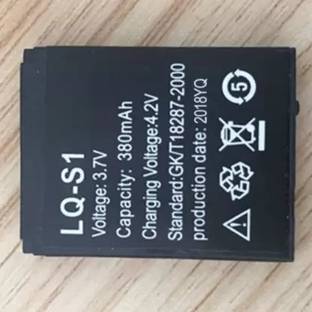 LQ-S1
Voltage: 3.7V
Capacity: 380mAh
Charging Voltage:4.2V
Standard:GK/T18287-2000
production date: 2018YQ
5